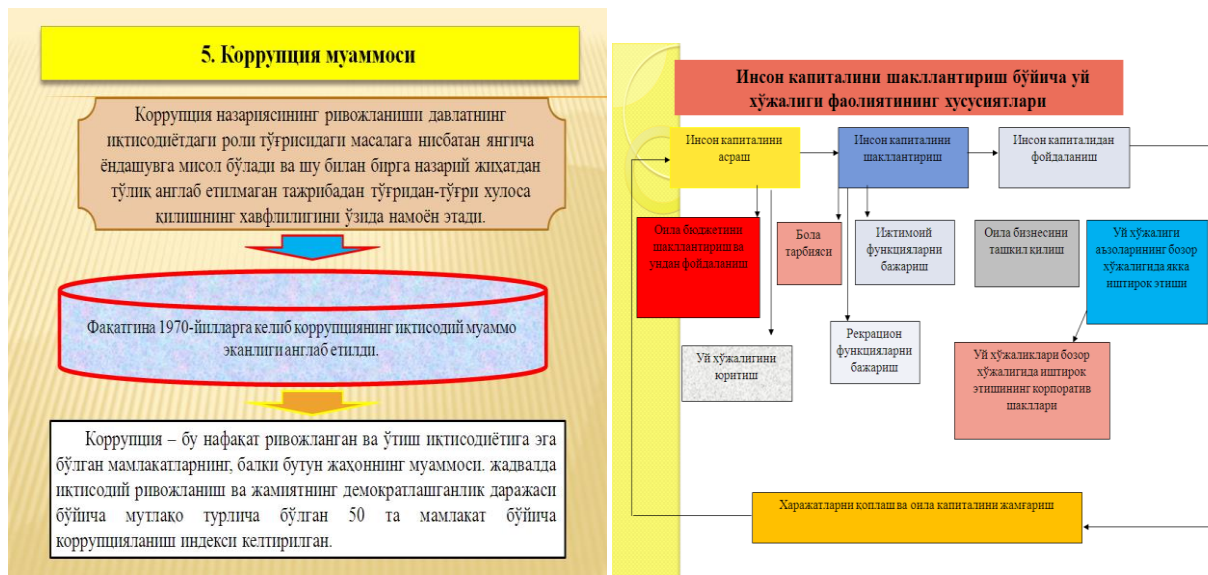 5. Коррупция муаммоси
Коррупция назариясининг ривожланиши давлатнинг
иқтисодиётдаги роли тўғрисидаги масалага нисбатан янгича
ёндашувга мисол бўлади ва шу билан бирга назарий жиҳатдан
тўлиқ англаб етилмаган тажрибадан тўғридан-тўғри хулоса
қилишнинг хавфлилигини ўзида намоён этади.
Фақатгина 1970-йилларга келиб коррупциянинг иқтисодий муаммо
эканлиги англаб етилди.
Коррупция – бу нафақат ривожланган ва ўтиш иқтисодиётига эга
бўлган мамлакатларнинг, балки бутун жаҳоннинг муаммоси. жадвалда
иқтисодий ривожланиш ва жамиятнинг демократлашганлик даражаси
бўйича мутлақо турлича бўлган 50 та мамлакат бўйича
коррупцияланиш индекси келтирилган.
Инсон капиталини шакллантириш бўйича уй
хўжалиги фаолиятининг хусусиятлари
Инсон капиталини
асраш
Инсон капиталини
шакллантириш
Инсон капиталидан
фойдаланиш
Оила бюджетини
шакллантириш ва
ундан фойдаланиш
Бола
тарбияси
Ижтимоий
функцияларни
бажариш
Оила бизнесини
ташкил қилиш
Уй хўжалиги
аъзоларининг бозор
хўжалигида якка
иштирок этиши
Уй хўжалигини
юритиш
Рекрацион
функцияларни
бажариш
Уй хўжаликлари бозор
хўжалигида иштирок
этишининг корпоратив
шакллари
Харажатларни қоплаш ва оила капиталини жамғариш